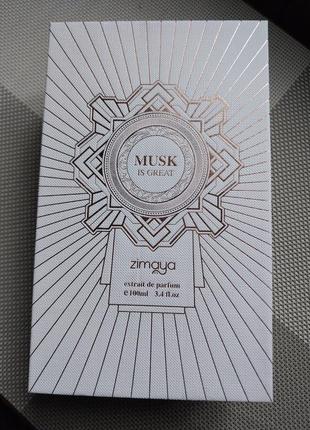 MUSK
IS GREAT
zimaya
extrait de parfum
e 100ml 3.4 fl.oz